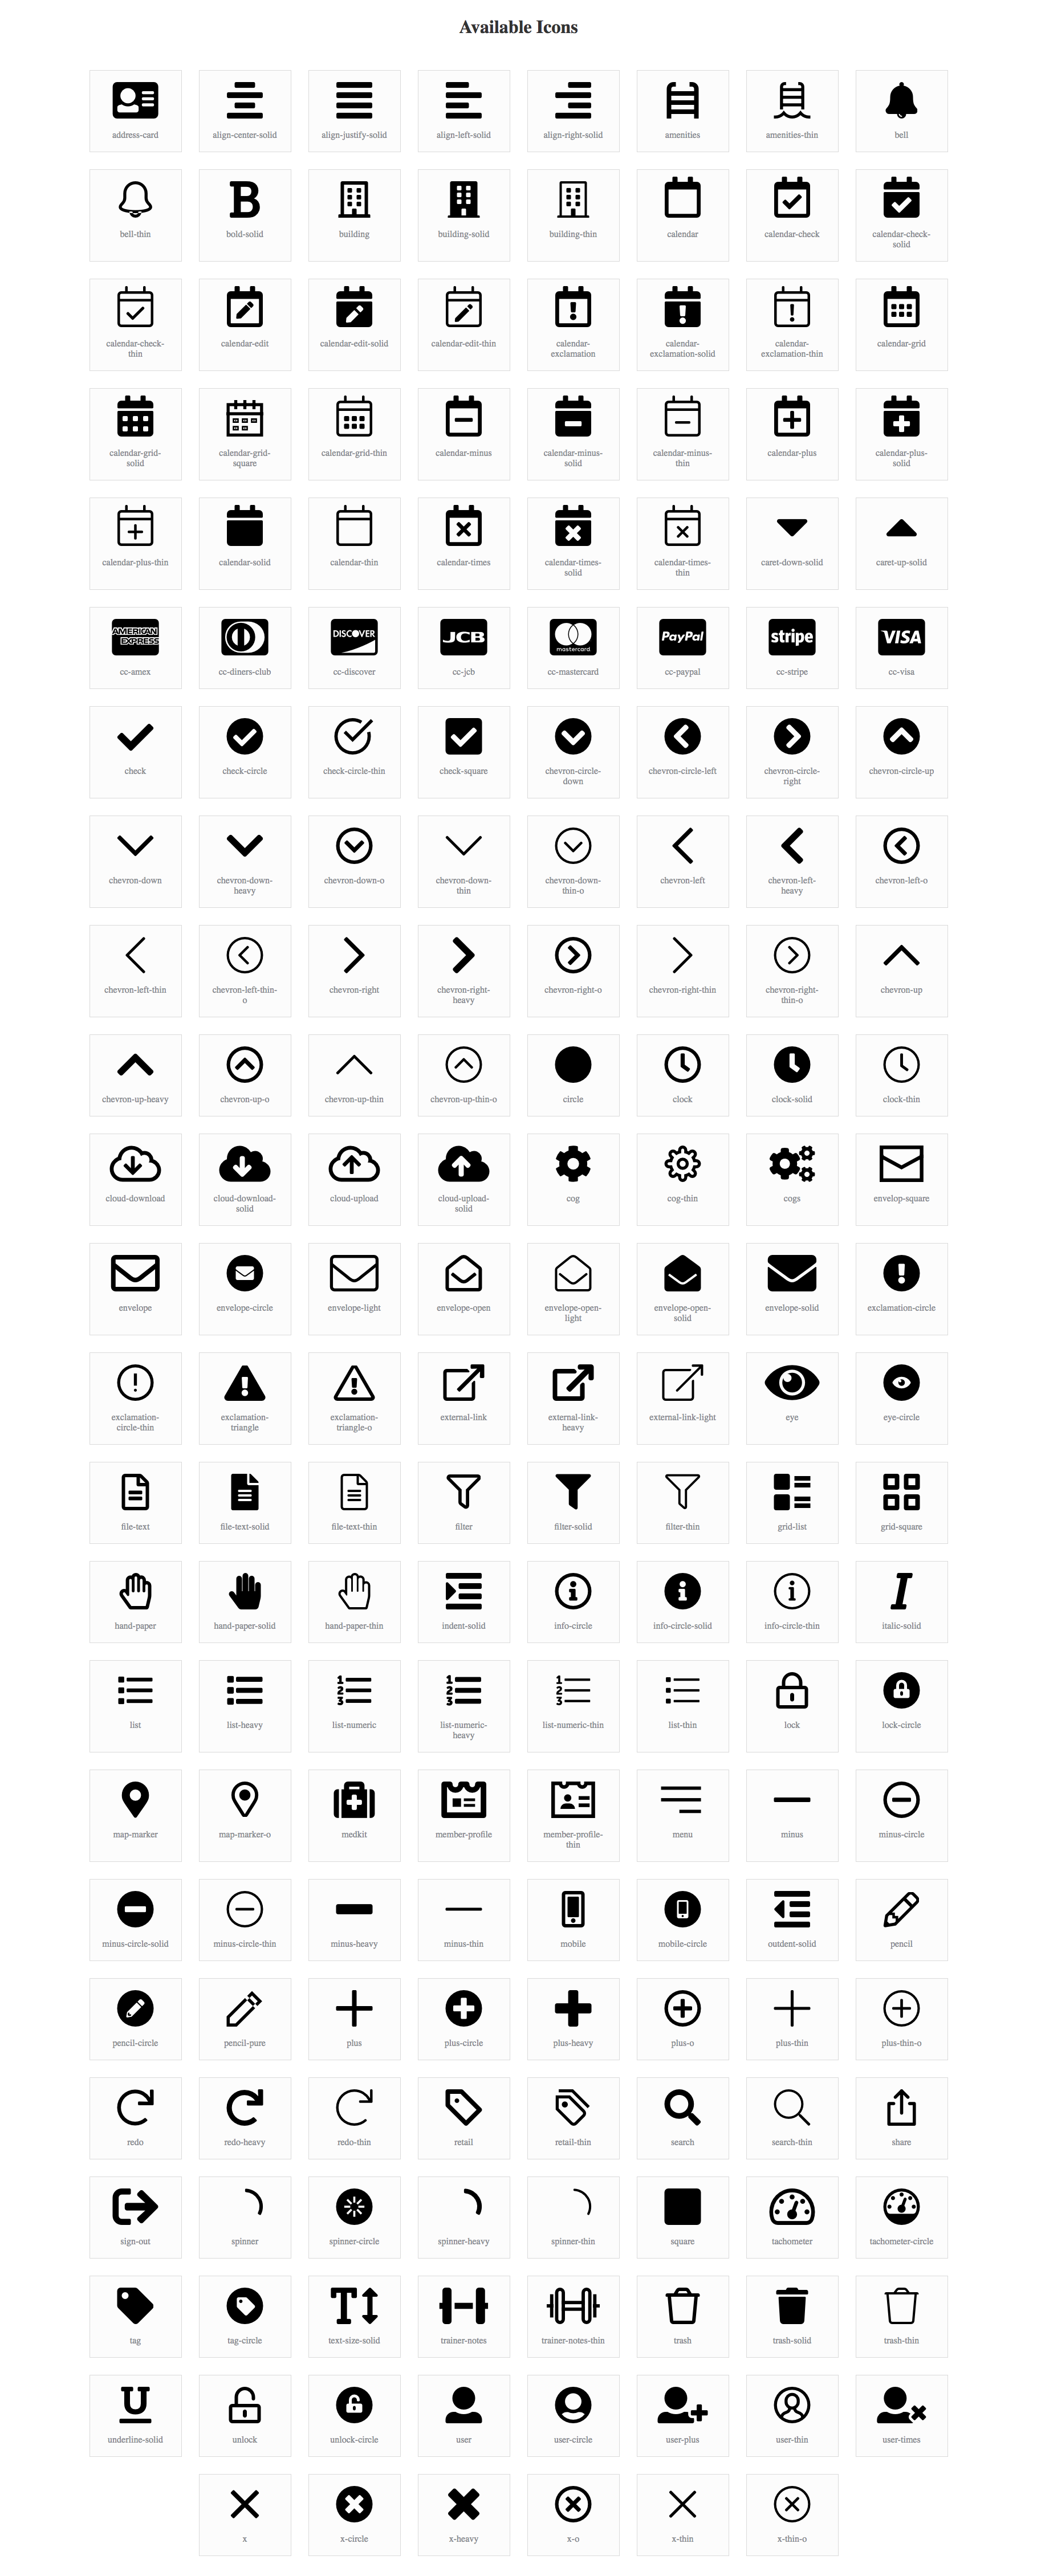 Available Icons
address-card
align-center-solid
align-justify-solid
align-left-solid
align-right-solid
amenities
amenities-thin
bell
bell-thin
B
bold-solid
building
building-solid
building-thin
calendar
calendar-check
calendar-check-
solid
calendar-check-
thin
calendar-edit
calendar-edit-solid
calendar-edit-thin
calendar-
exclamation
calendar-
exclamation-solid
calendar-
exclamation-thin
calendar-grid
calendar-grid-
solid
calendar-grid-
square
calendar-grid-thin
calendar-minus
calendar-minus-
solid
calendar-minus-
thin
calendar-plus
calendar-plus-
solid
calendar-plus-thin
calendar-solid
calendar-thin
calendar-times
calendar-times-
solid
calendar-times-
thin
caret-down-solid
caret-up-solid
AMERICAN
EXPRESS
cc-amex
cc-diners-club
DISCOVER
cc-discover
JCB
cc-jcb
mastercard
cc-mastercard
PayPal
cc-paypal
stripe
cc-stripe
VISA
cc-visa
check
check-circle
check-circle-thin
check-square
chevron-circle-
down
chevron-circle-left
chevron-circle-
right
chevron-circle-up
chevron-down
chevron-down-
heavy
chevron-down-o
chevron-down-
thin
chevron-down-
thin-o
chevron-left
chevron-left-
heavy
chevron-left-o
chevron-left-thin
chevron-left-thin-
o
chevron-right
chevron-right-
heavy
chevron-right-o
chevron-right-thin
chevron-right-
thin-o
chevron-up
chevron-up-heavy
chevron-up-o
chevron-up-thin
chevron-up-thin-o
circle
clock
clock-solid
clock-thin
cloud-download
cloud-download-
solid
cloud-upload
cloud-upload-
solid
cog
cog-thin
cogs
envelop-square
envelope
envelope-circle
envelope-light
envelope-open
envelope-open-
light
envelope-open-
solid
envelope-solid
exclamation-circle
exclamation-
circle-thin
exclamation-
triangle
exclamation-
triangle-o
external-link
external-link-
heavy
external-link-light
eye
eye-circle
file-text
file-text-solid
file-text-thin
filter
filter-solid
filter-thin
grid-list
grid-square
hand-paper
hand-paper-solid
hand-paper-thin
indent-solid
info-circle
info-circle-solid
info-circle-thin
I
italic-solid
list
list-heavy
1
2
3
list-numeric
1
2
3
list-numeric-
heavy
1
2
3
list-numeric-thin
list-thin
lock
lock-circle
map-marker
map-marker-o
medkit
member-profile
member-profile-
thin
menu
minus
minus-circle
minus-circle-solid
minus-circle-thin
minus-heavy
minus-thin
mobile
mobile-circle
outdent-solid
pencil
pencil-circle
pencil-pure
plus
plus-circle
plus-heavy
plus-o
plus-thin
plus-thin-o
redo
redo-heavy
redo-thin
retail
retail-thin
search
search-thin
share
sign-out
spinner
spinner-circle
spinner-heavy
spinner-thin
square
tachometer
tachometer-circle
tag
tag-circle
T
text-size-solid
trainer-notes
trainer-notes-thin
trash
trash-solid
trash-thin
U
underline-solid
unlock
unlock-circle
user
user-circle
user-plus
user-thin
user-times
x
x-circle
x-heavy
x-o
x-thin
x-thin-o